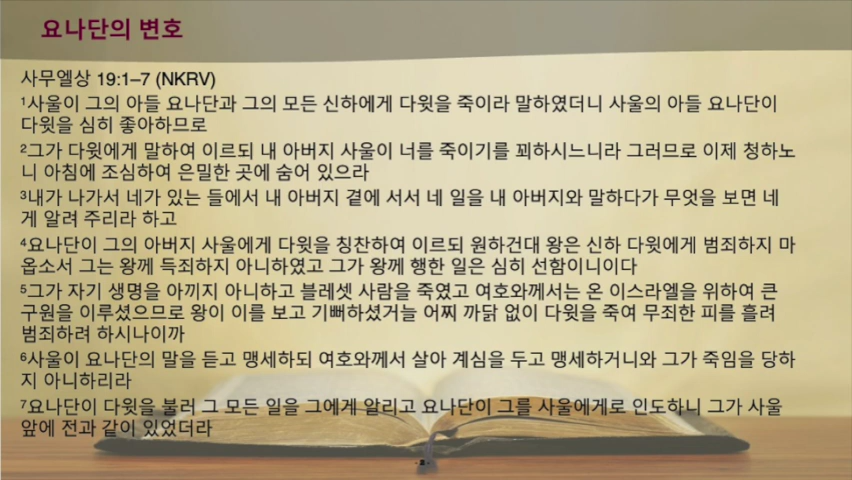 요나단의 변호
사무엘상 19:1–7 (NKRV)
¹사울이 그의 아들 요나단과 그의 모든 신하에게 다윗을 죽이라 말하였더니 사울의 아들 요나단이
다윗을 심히 좋아하므로
²그가 다윗에게 말하여 이르되 내 아버지 사울이 너를 죽이기를 꾀하시느니라 그러므로 이제 청하노
니 아침에 조심하여 은밀한 곳에 숨어 있으라
³내가 나가서 네가 있는 들에서 내 아버지 곁에 서서 네 일을 내 아버지와 말하다가 무엇을 보면 네
게 알려 주리라 하고
⁴요나단이 그의 아버지 사울에게 다윗을 칭찬하여 이르되 원하건대 왕은 신하 다윗에게 범죄하지 마
옵소서 그는 왕께 득죄하지 아니하였고 그가 왕께 행한 일은 심히 선함이니이다
⁵그가 자기 생명을 아끼지 아니하고 블레셋 사람을 죽였고 여호와께서는 온 이스라엘을 위하여 큰
구원을 이루셨으므로 왕이 이를 보고 기뻐하셨거늘 어찌 까닭 없이 다윗을 죽여 무죄한 피를 흘려
범죄하려 하시나이까
⁶사울이 요나단의 말을 듣고 맹세하되 여호와께서 살아 계심을 두고 맹세하거니와 그가 죽임을 당하
지 아니하리라
⁷요나단이 다윗을 불러 그 모든 일을 그에게 알리고 요나단이 그를 사울에게로 인도하니 그가 사울
앞에 전과 같이 있었더라